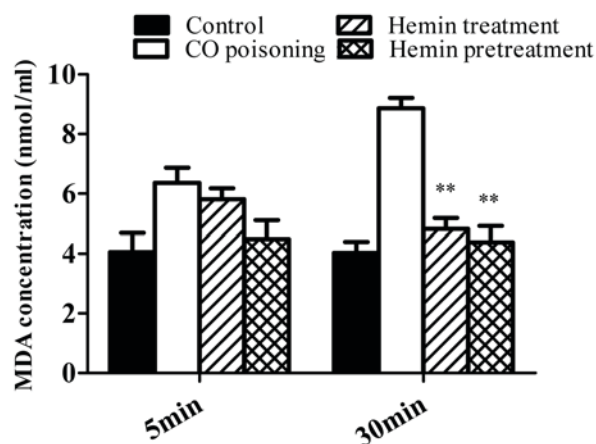 Control
CO poisoning
Hemin treatment
Hemin pretreatment
MDA concentration (nmol/ml)
10
8
6
4
2
0
**
**
5min
30min